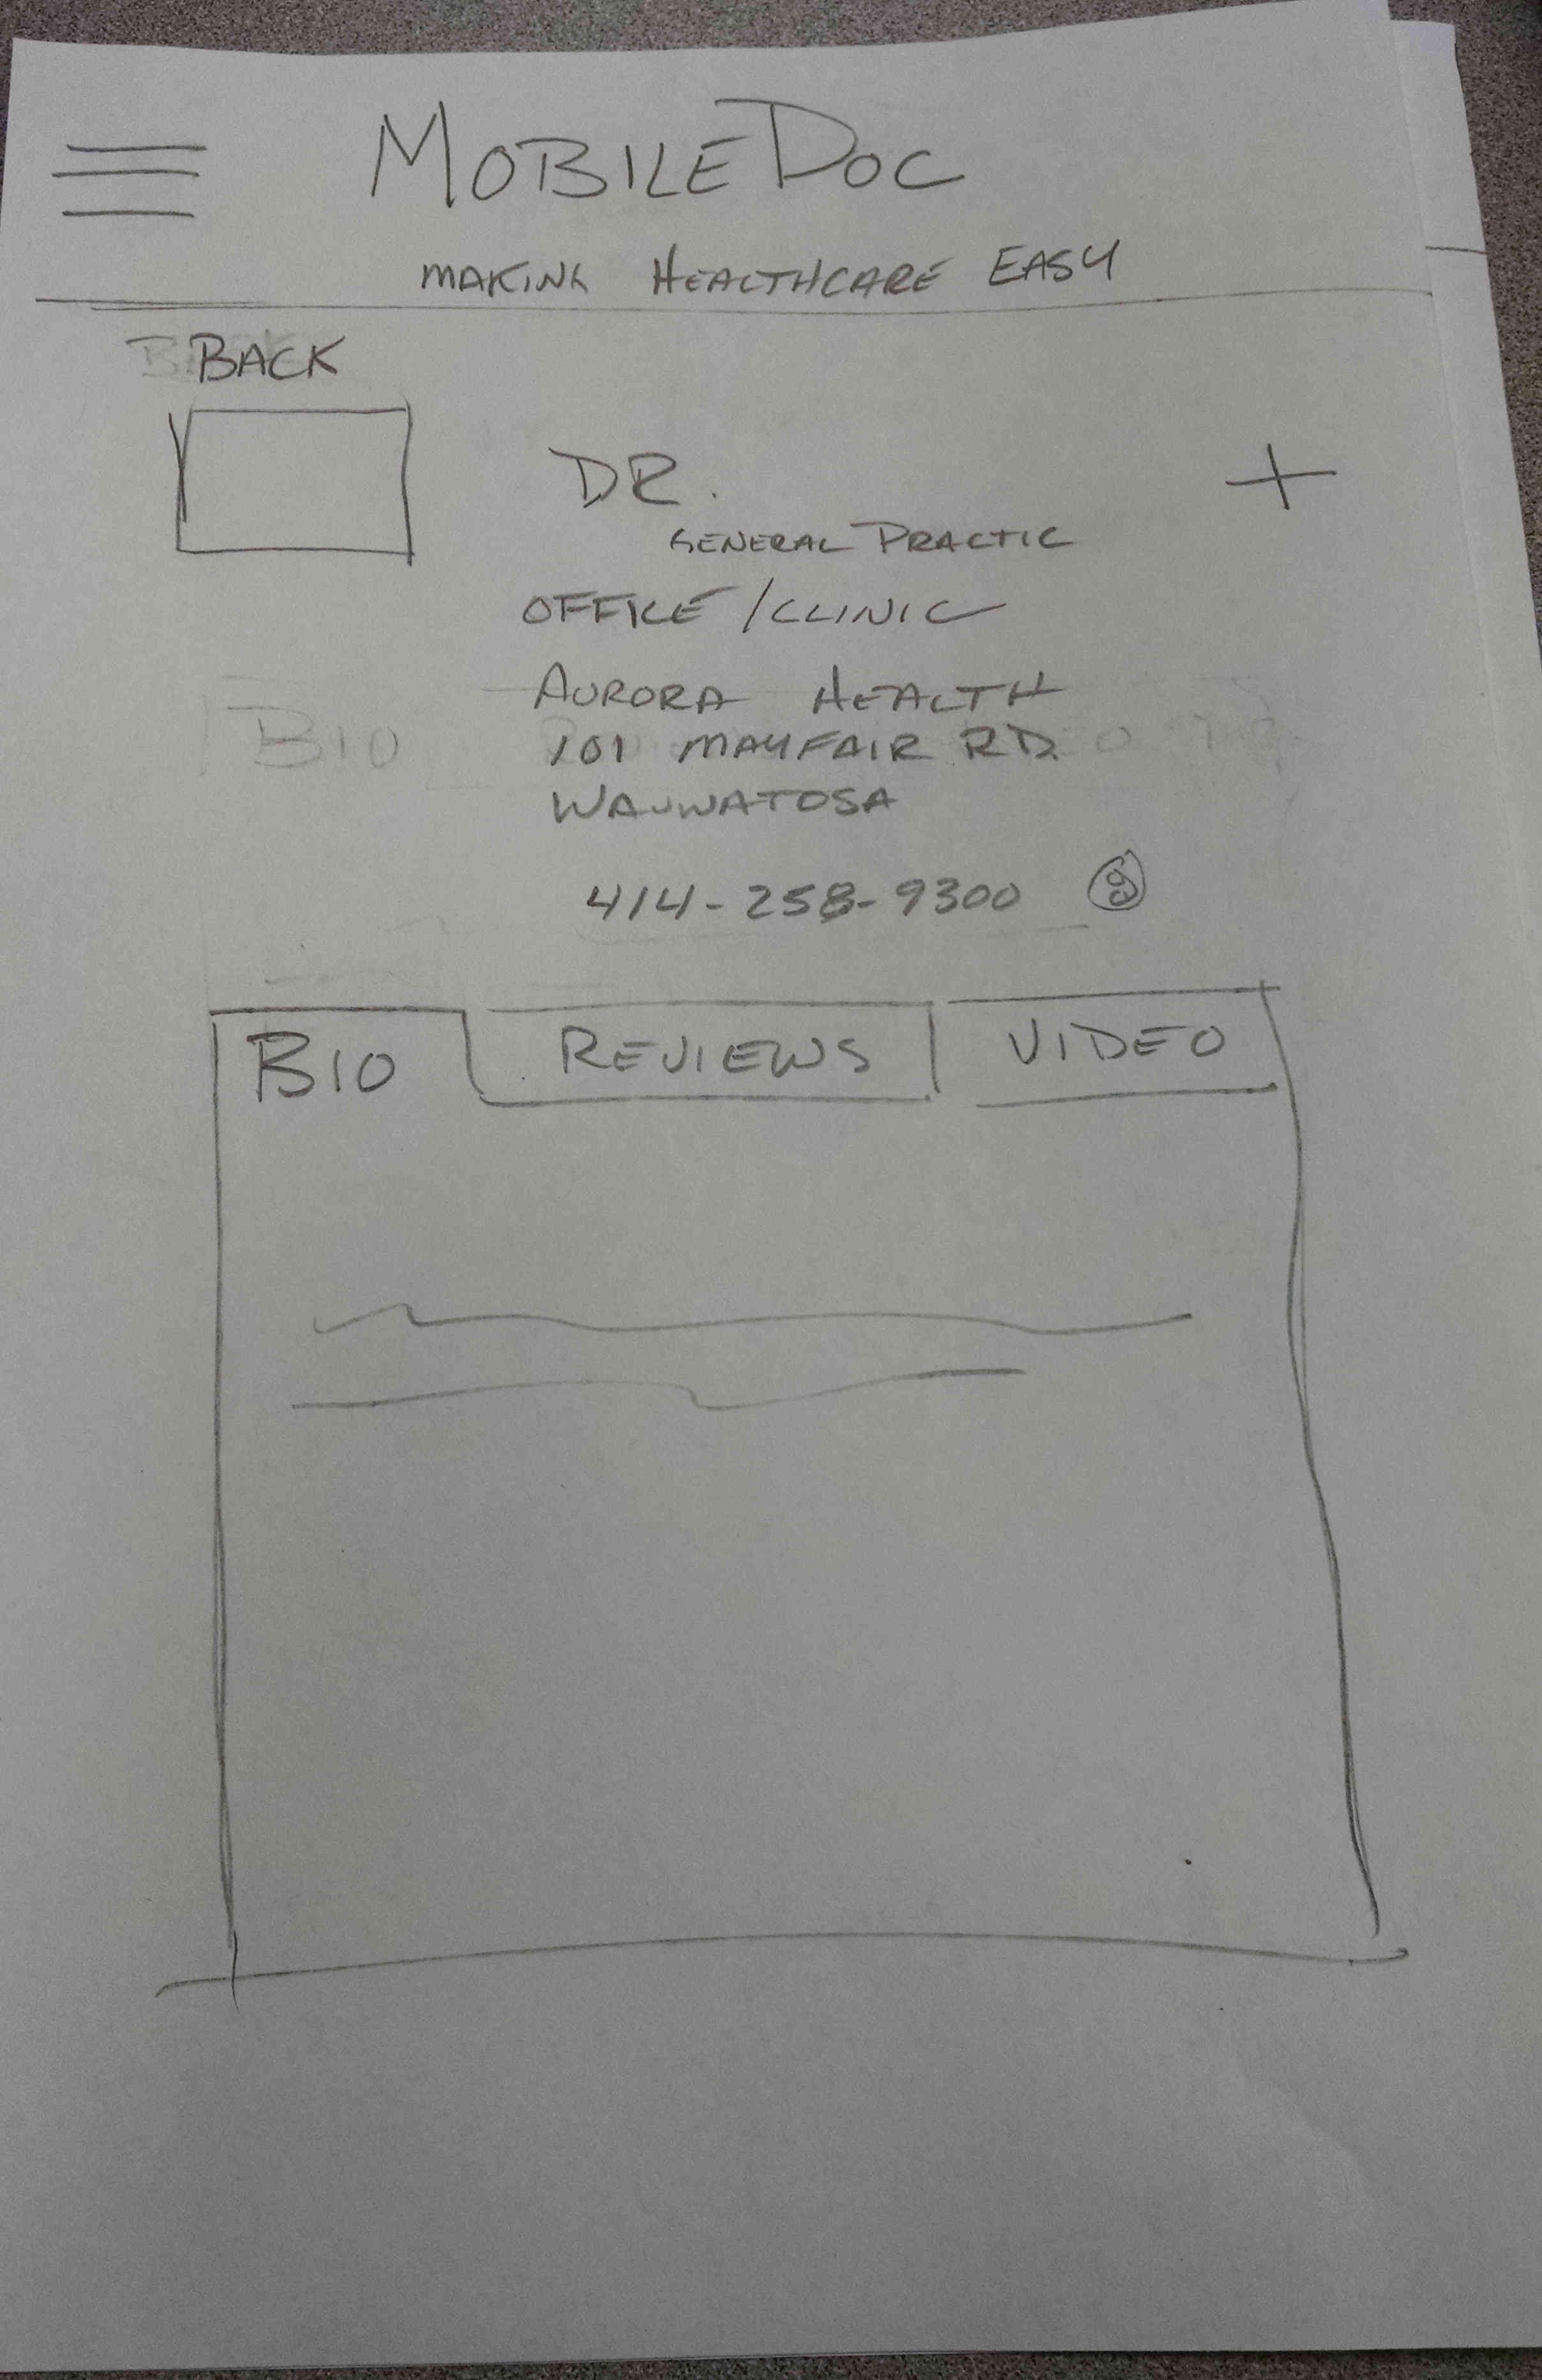 MOBILEDOC
MAKING HEALTHCARE EASY
BACK
DR.
GENERAL PRACTIC
OFFICE/CLINIC
AURORA HEALTH
BIO
101 MAYFAIR RD.
WAUWATOSA
414-258-9300
BIO REVIEWS VIDEO